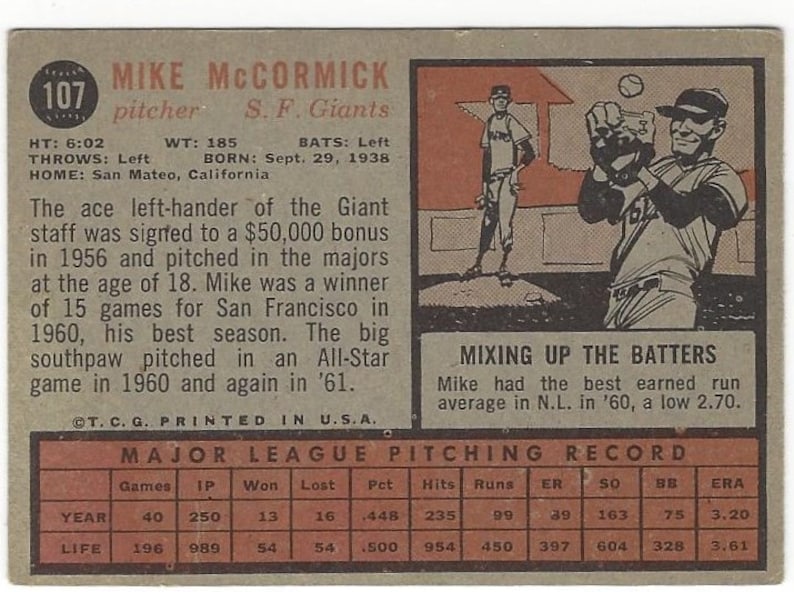 107
MIKE McCORMICK
pitcher S. F. Giants
HT: 6:02 WT: 185 BATS: Left
THROWS: Left BORN: Sept. 29, 1938
HOME: San Mateo, California
The ace left-hander of the Giant
staff was signed to a $50,000 bonus
in 1956 and pitched in the majors
at the age of 18. Mike was a winner
of 15 games for San Francisco in
1960, his best season. The big
southpaw pitched in an All-Star
game in 1960 and again in '61.
©T.C.G. PRINTED IN U.S.A.
MIXING UP THE BATTERS
Mike had the best earned run
average in N.L. in '60, a low 2.70.
MAJOR LEAGUE PITCHING RECORD
Games IP Won Lost Pct Hits Runs ER SO BB ERA
YEAR 40 250 13 16 .448 235 99 89 163 75 3.20
LIFE 196 989 54 54 .500 954 450 397 604 328 3.61